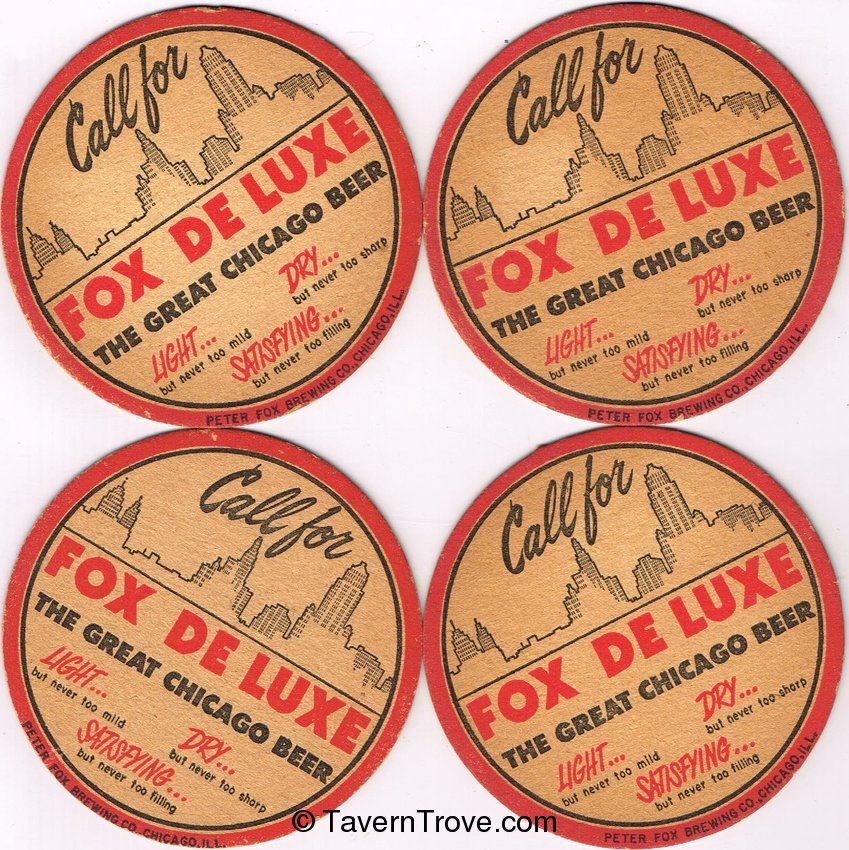 Call for
FOX DE LUXE
THE GREAT CHICAGO BEER
LIGHT...
but never too mild
DRY...
but never too sharp
SATISFYING...
but never too filling
PETER FOX BREWING CO., CHICAGO, ILL.
Call for
FOX DE LUXE
THE GREAT CHICAGO BEER
LIGHT...
but never too mild
DRY...
but never too sharp
SATISFYING...
but never too filling
PETER FOX BREWING CO., CHICAGO, ILL.
Call for
FOX DE LUXE
THE GREAT CHICAGO BEER
LIGHT...
but never too mild
DRY...
but never too sharp
SATISFYING...
but never too filling
PETER FOX BREWING CO., CHICAGO, ILL.
Call for
FOX DE LUXE
THE GREAT CHICAGO BEER
LIGHT...
but never too mild
DRY...
but never too sharp
SATISFYING...
but never too filling
PETER FOX BREWING CO., CHICAGO, ILL.
© TavernTrove.com